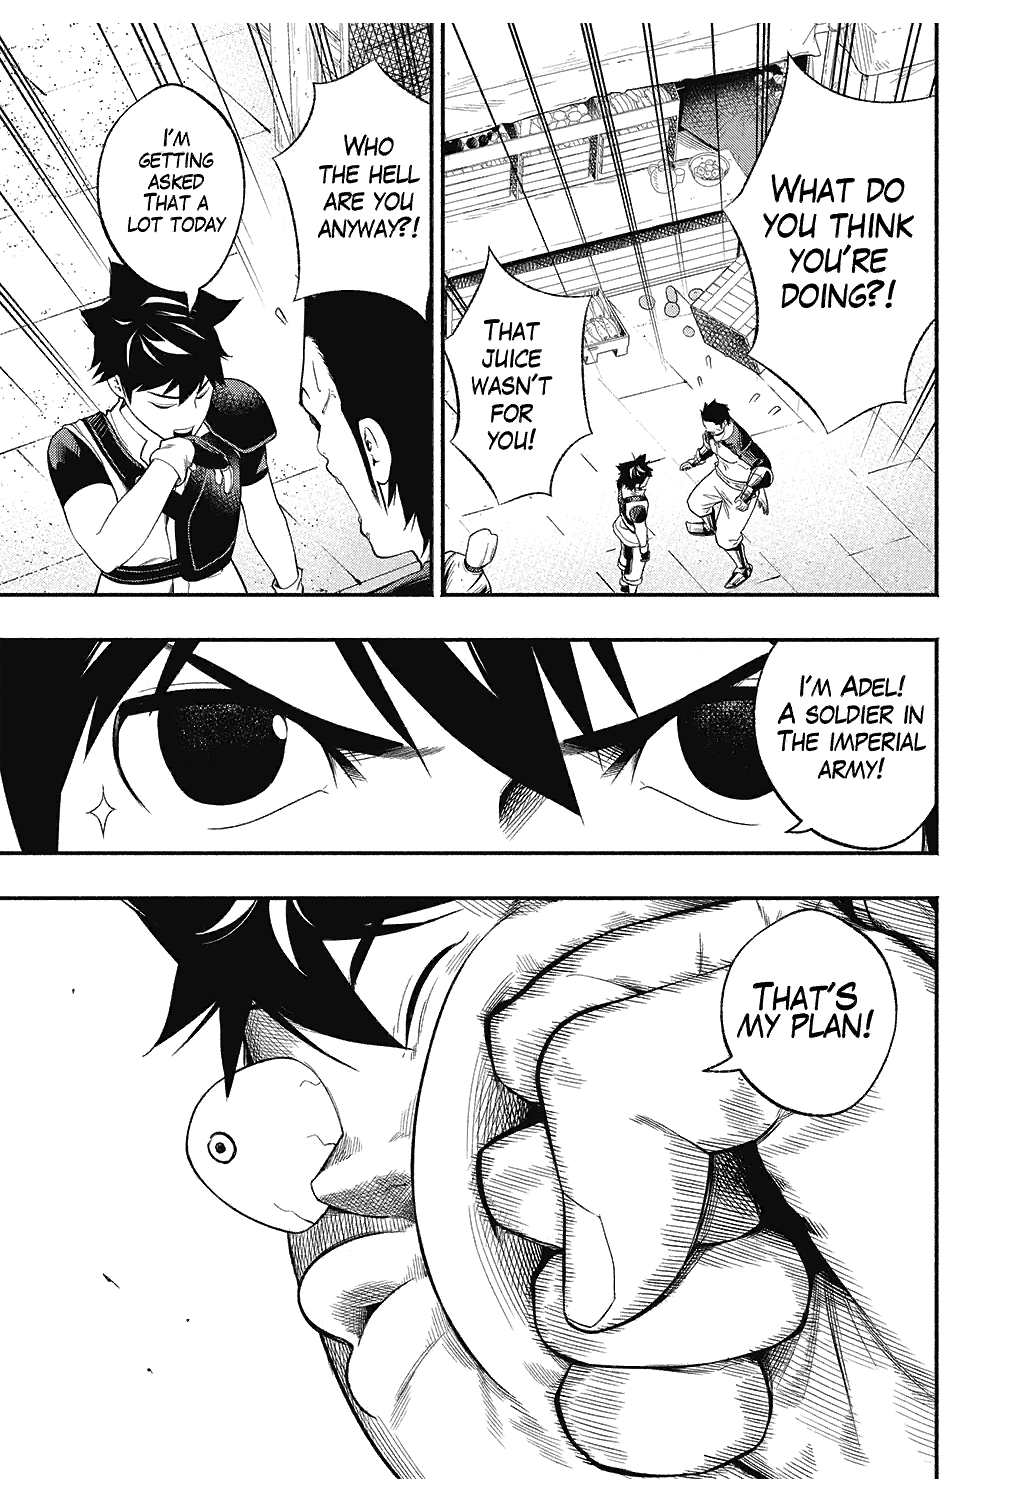 WHAT DO
YOU THINK
YOU'RE
DOING?!
THAT
JUICE
WASN'T
FOR
YOU!
WHO
THE HELL
ARE YOU
ANYWAY?!
I'M
GETTING
ASKED
THAT A
LOT TODAY
I'M ADEL!
A SOLDIER IN
THE IMPERIAL
ARMY!
THAT'S
MY PLAN!